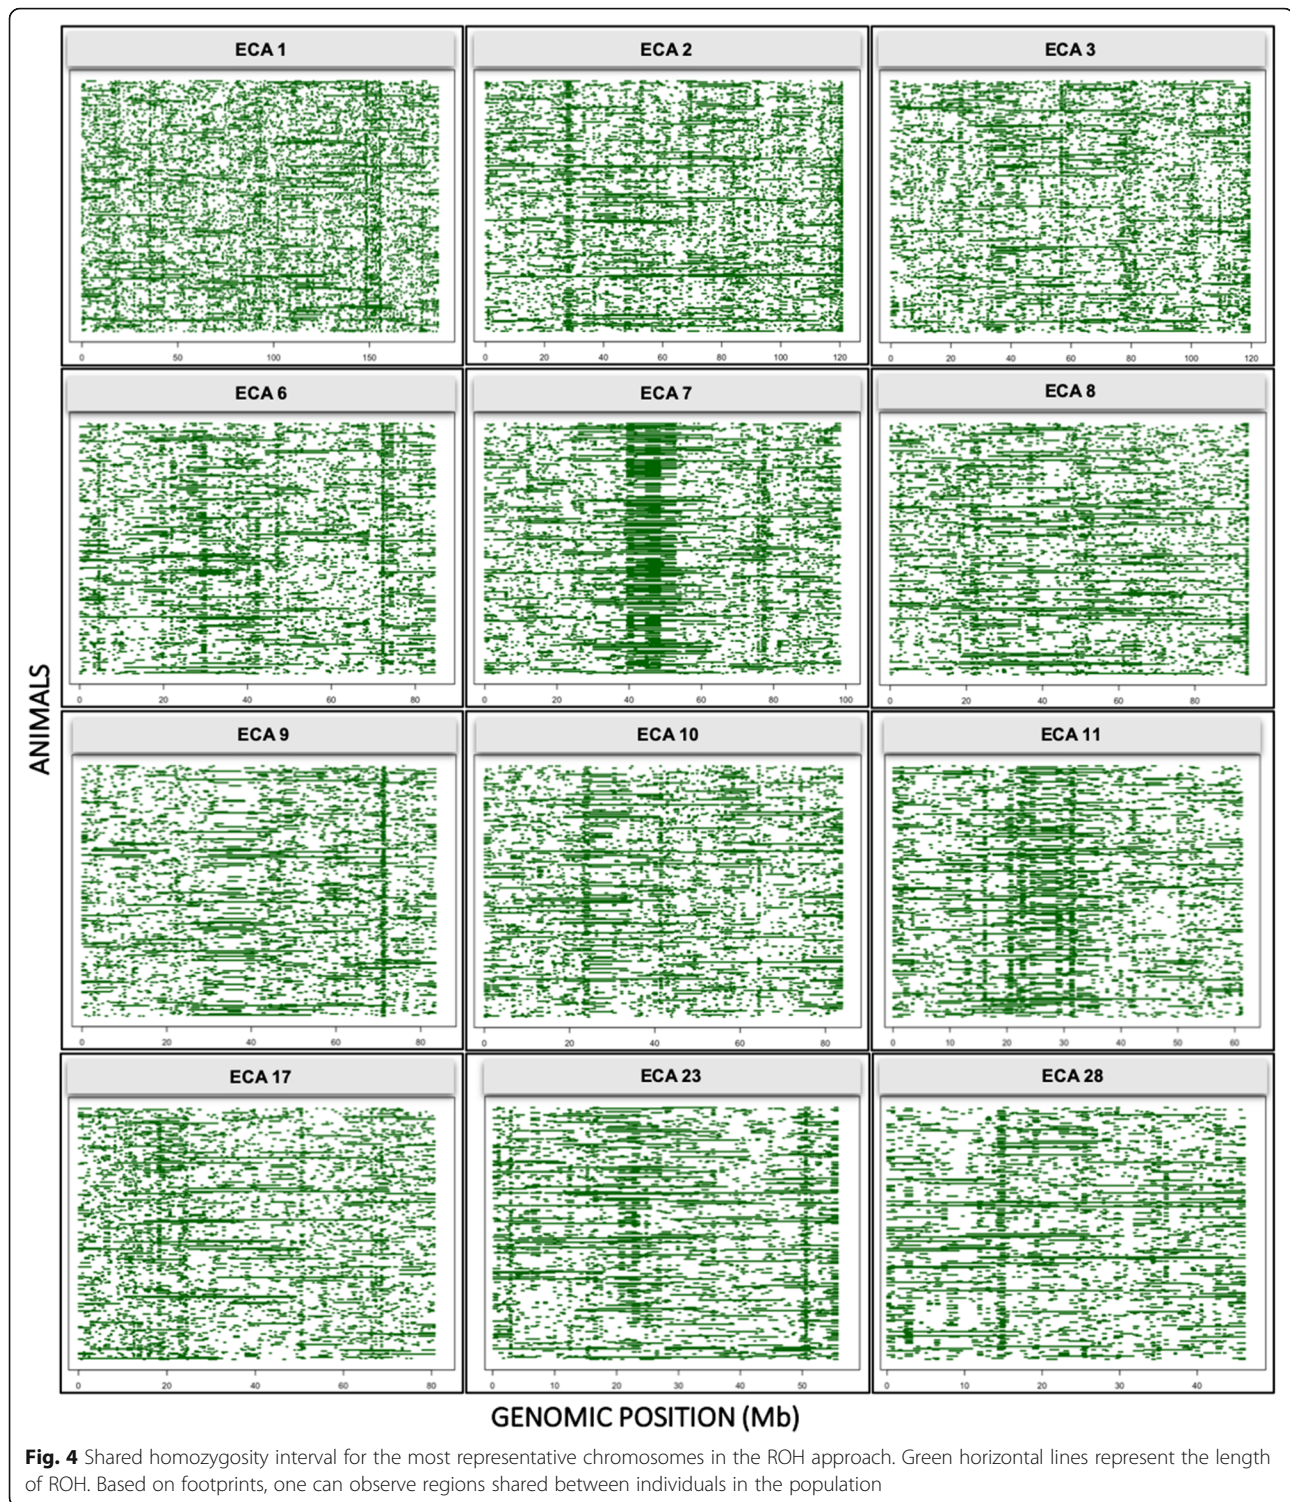 ECA 1 ECA 2 ECA 3
0 50 100 150 0 20 40 60 80 100 120 0 20 40 60 80 100 120
ECA 6 ECA 7 ECA 8
0 20 40 60 80 0 20 40 60 80 100 0 20 40 60 80
ECA 9 ECA 10 ECA 11
0 20 40 60 80 0 20 40 60 80 0 10 20 30 40 50 60
ECA 17 ECA 23 ECA 28
0 20 40 60 80 0 10 20 30 40 50 0 10 20 30 40
ANIMALS
GENOMIC POSITION (Mb)
Fig. 4 Shared homozygosity interval for the most representative chromosomes in the ROH approach. Green horizontal lines represent the length
of ROH. Based on footprints, one can observe regions shared between individuals in the population